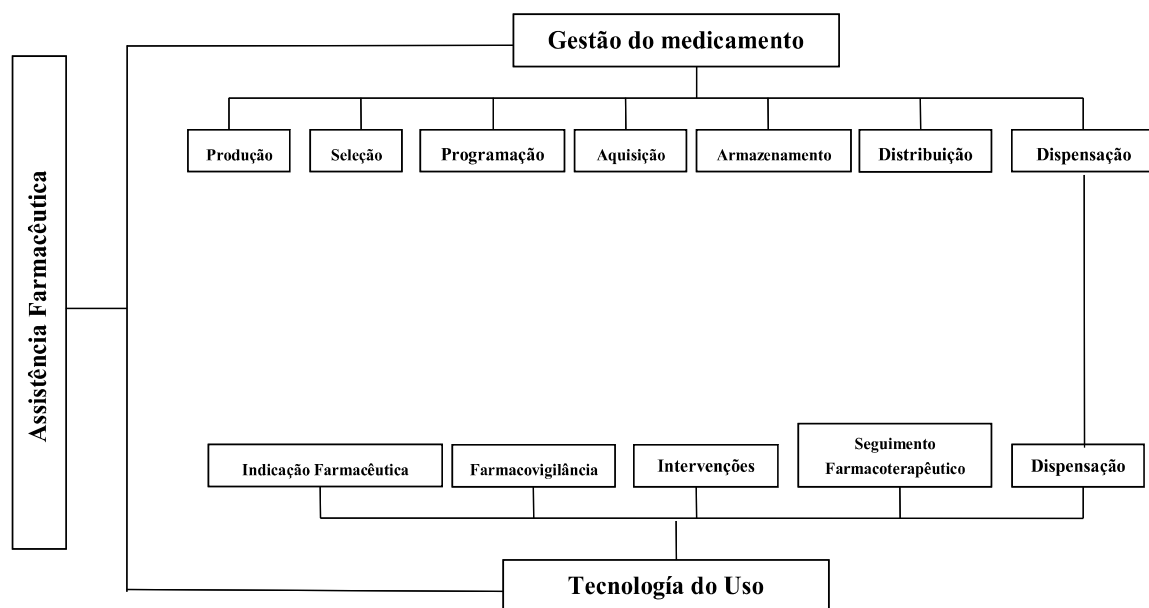 Gestão do medicamento
Produção
Seleção
Programação
Aquisição
Armazenamento
Distribuição
Dispensação
Assistência Farmacêutica
Indicação Farmacêutica
Farmacovigilância
Intervenções
Seguimento
Farmacoterapêutico
Dispensação
Tecnología do Uso